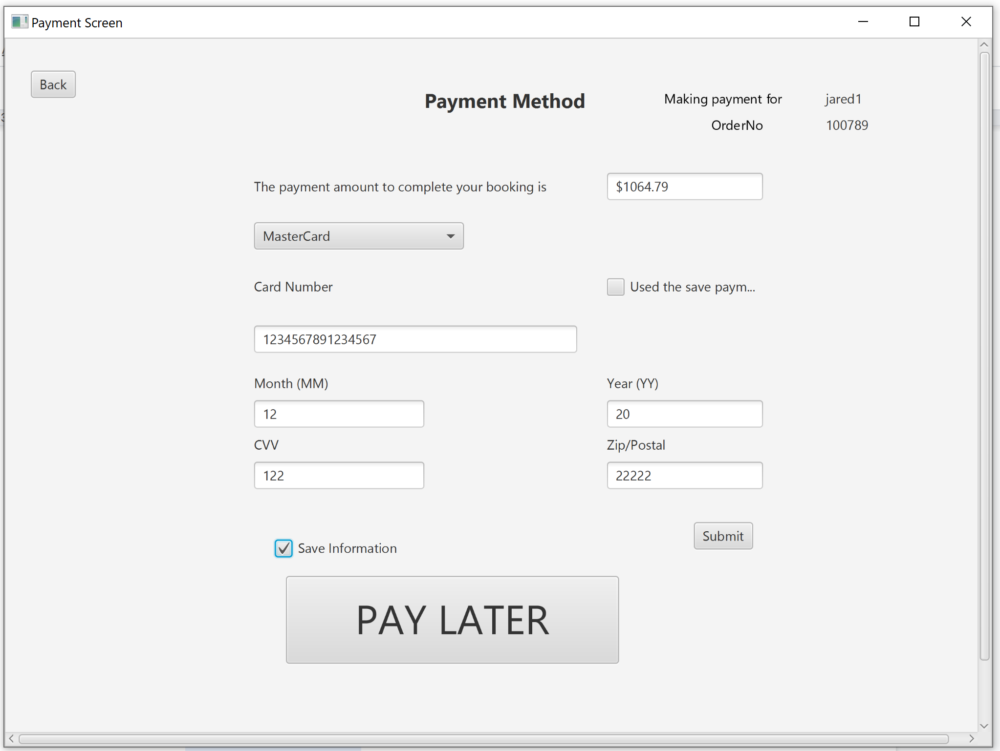 Payment Screen
Back
Payment Method
Making payment for jared1
OrderNo 100789
The payment amount to complete your booking is $1064.79
MasterCard
Card Number
Used the save paym...
1234567891234567
Month (MM) Year (YY)
12 20
CVV Zip/Postal
122 22222
Submit
Save Information
PAY LATER